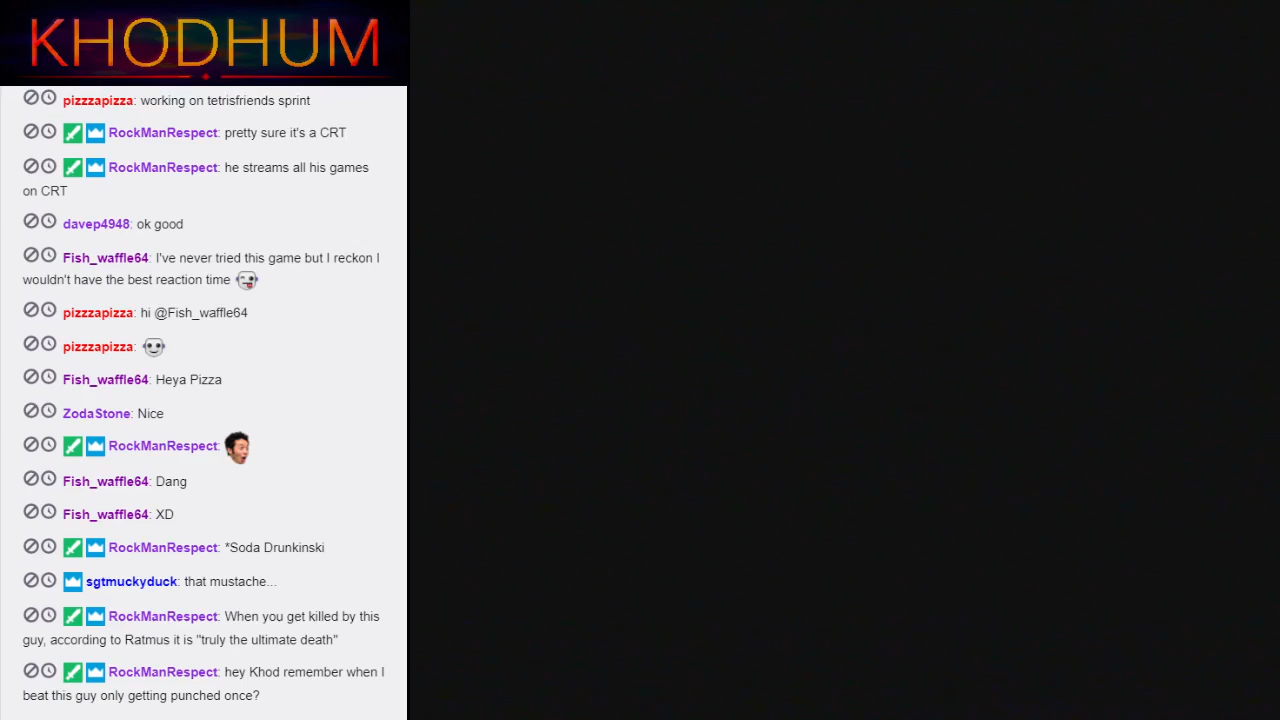 KHODHUM
pizzzapizza: working on tetrisfriends sprint
RockManRespect: pretty sure it's a CRT
RockManRespect: he streams all his games
on CRT
davep4948: ok good
Fish_waffle64: I've never tried this game but I reckon I
wouldn't have the best reaction time
pizzzapizza: hi @Fish_waffle64
pizzzapizza:
Fish_waffle64: Heya Pizza
ZodaStone: Nice
RockManRespect:
Fish_waffle64: Dang
Fish_waffle64: XD
RockManRespect: *Soda Drunkinski
sgtmuckyduck: that mustache...
RockManRespect: When you get killed by this
guy, according to Ratmus it is "truly the ultimate death"
RockManRespect: hey Khod remember when I
beat this guy only getting punched once?